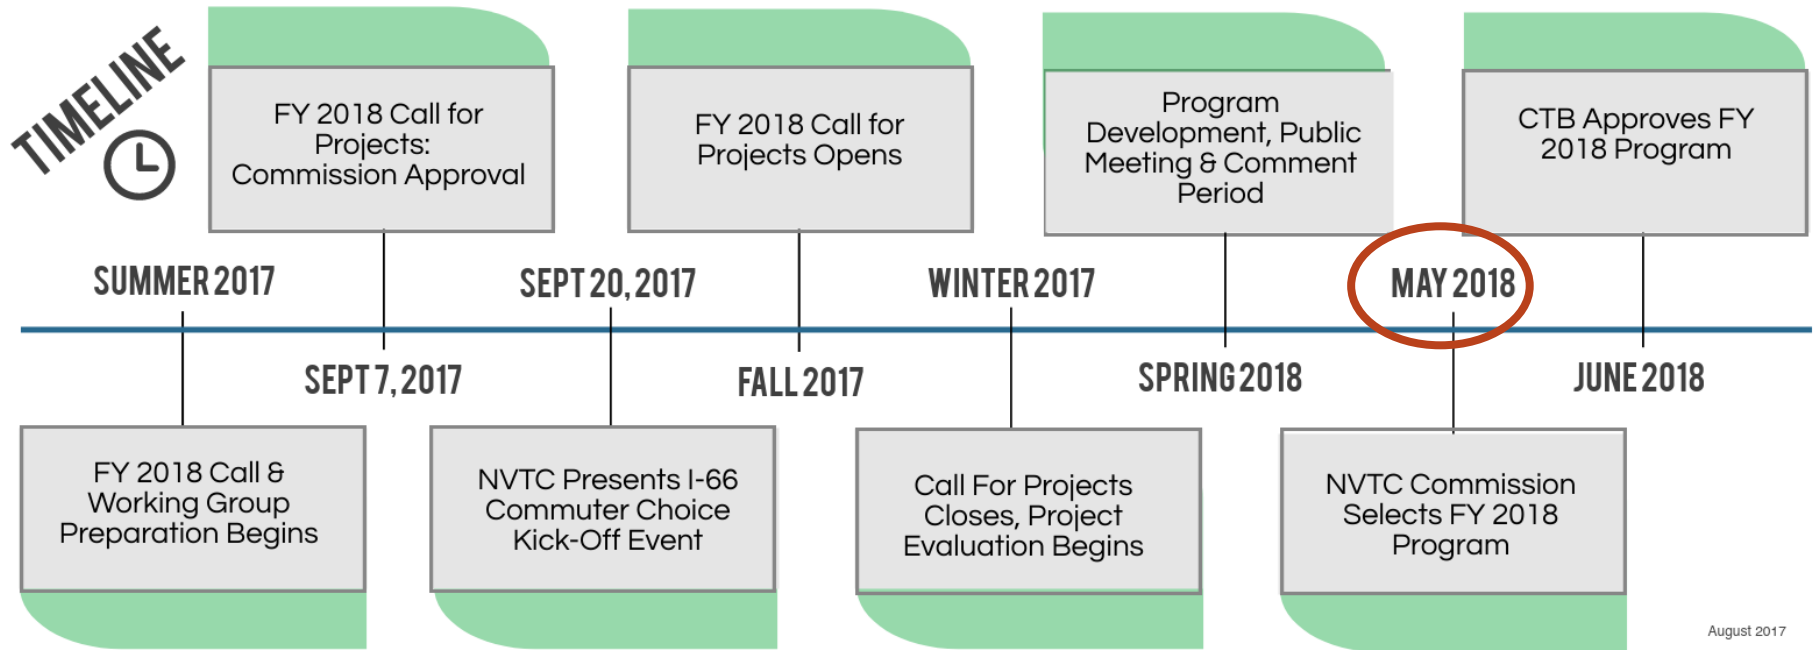 TIMELINE
FY 2018 Call for
Projects:
Commission Approval
FY 2018 Call for
Projects Opens
Program
Development, Public
Meeting & Comment
Period
CTB Approves FY
2018 Program
SUMMER 2017
SEPT 20, 2017
WINTER 2017
MAY 2018
SEPT 7, 2017
FALL 2017
SPRING 2018
JUNE 2018
FY 2018 Call &
Working Group
Preparation Begins
NVTC Presents I-66
Commuter Choice
Kick-Off Event
Call For Projects
Closes, Project
Evaluation Begins
NVTC Commission
Selects FY 2018
Program
August 2017